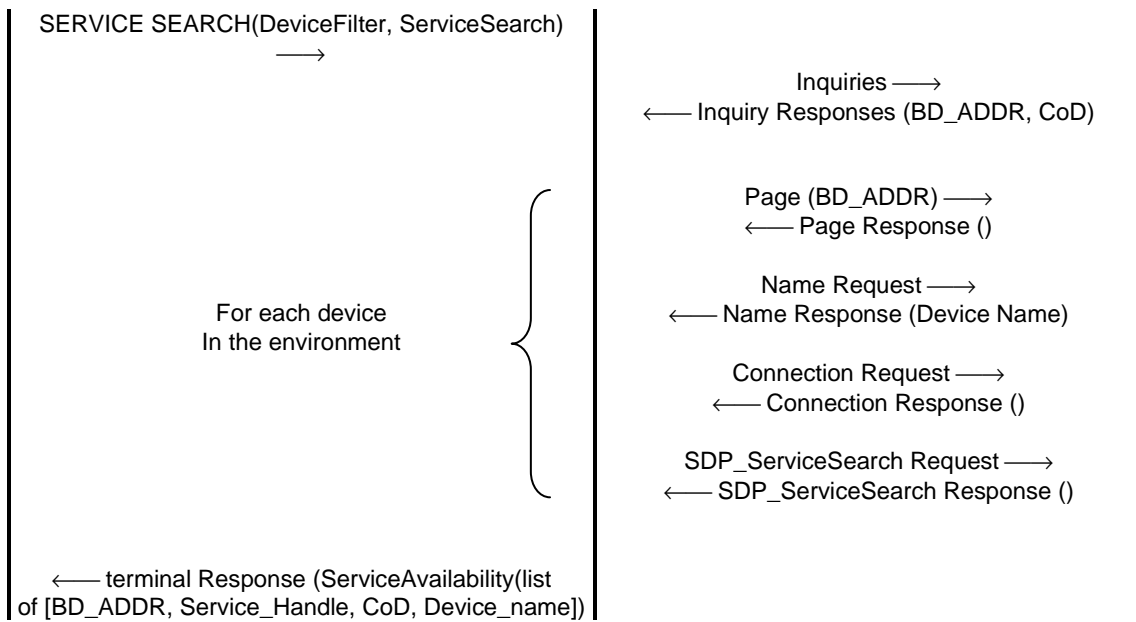 SERVICE SEARCH(DeviceFilter, ServiceSearch)
⟶
Inquiries ⟶
⟵ Inquiry Responses (BD_ADDR, CoD)
Page (BD_ADDR) ⟶
⟵ Page Response ()
Name Request ⟶
⟵ Name Response (Device Name)
For each device
In the environment
Connection Request ⟶
⟵ Connection Response ()
SDP_ServiceSearch Request ⟶
⟵ SDP_ServiceSearch Response ()
⟵ terminal Response (ServiceAvailability(list
of [BD_ADDR, Service_Handle, CoD, Device_name])